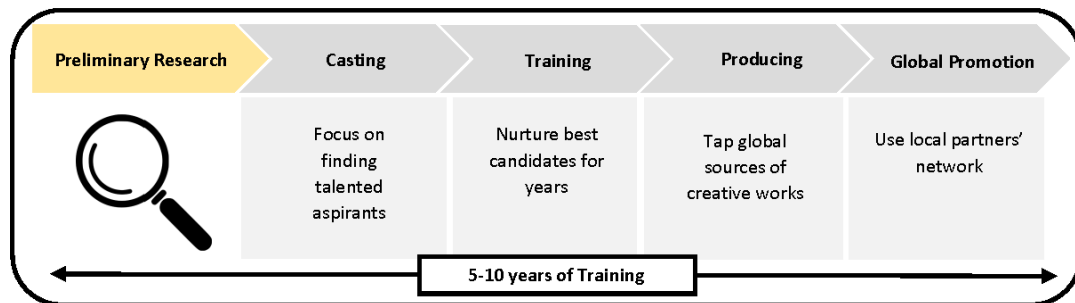 Preliminary Research
Casting
Training
Producing
Global Promotion
Focus on
finding
talented
aspirants
Nurture best
candidates for
years
Tap global
sources of
creative works
Use local partners'
network
5-10 years of Training